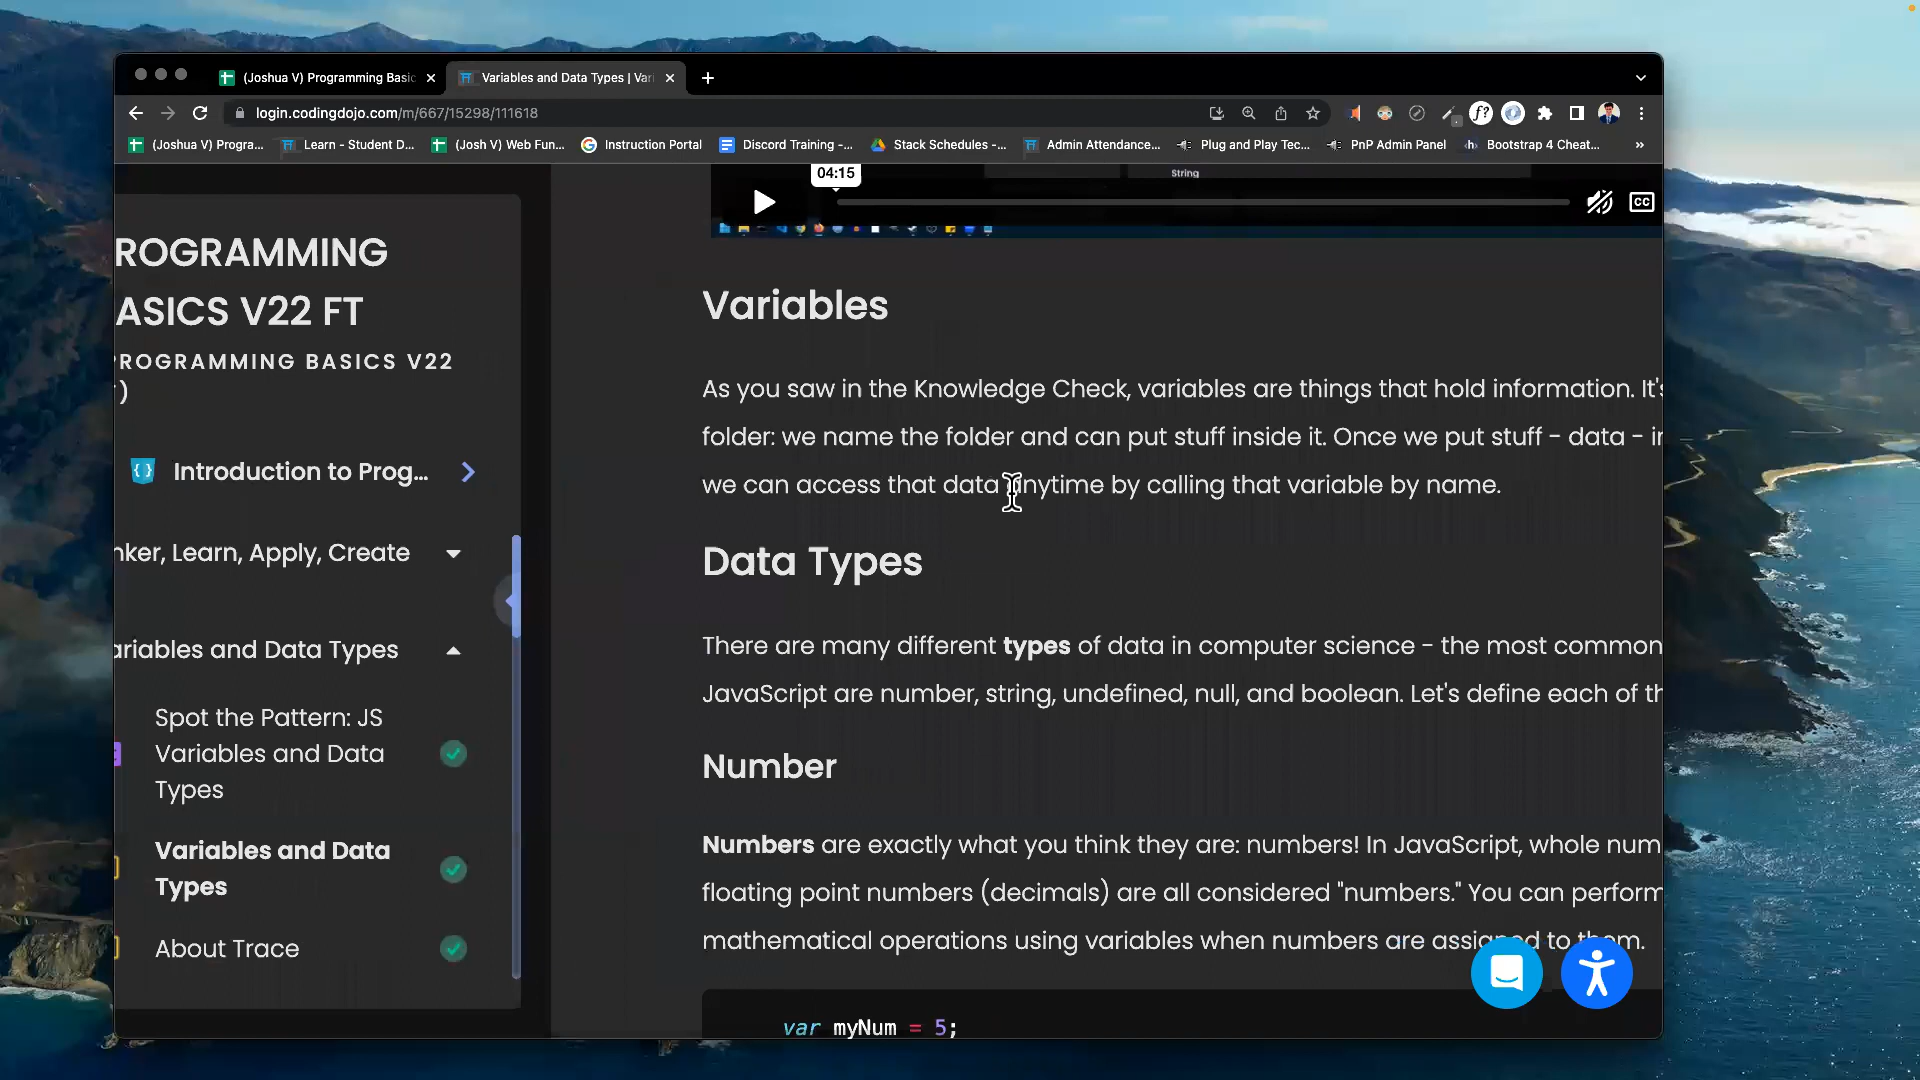 (Joshua V) Programming Basic
Variables and Data Types | Vari
login.codingdojo.com/m/667/15298/111618
f?
(Joshua V) Progra...
Learn - Student D...
(Josh V) Web Fun...
Instruction Portal
Discord Training -...
Stack Schedules -...
Admin Attendance...
Plug and Play Tec...
PnP Admin Panel
Bootstrap 4 Cheat...
»
04:15
String
CC
ROGRAMMING
ASICS V22 FT
PROGRAMMING BASICS V22
)
Introduction to Prog...
nker, Learn, Apply, Create
ariables and Data Types
Spot the Pattern: JS
Variables and Data
Types
Variables and Data
Types
About Trace
Variables
As you saw in the Knowledge Check, variables are things that hold information. It's
folder: we name the folder and can put stuff inside it. Once we put stuff - data - in
we can access that data anytime by calling that variable by name.
Data Types
There are many different types of data in computer science - the most common
JavaScript are number, string, undefined, null, and boolean. Let's define each of th
Number
Numbers are exactly what you think they are: numbers! In JavaScript, whole num
floating point numbers (decimals) are all considered "numbers." You can perform
mathematical operations using variables when numbers are assigned to them.
var myNum = 5;